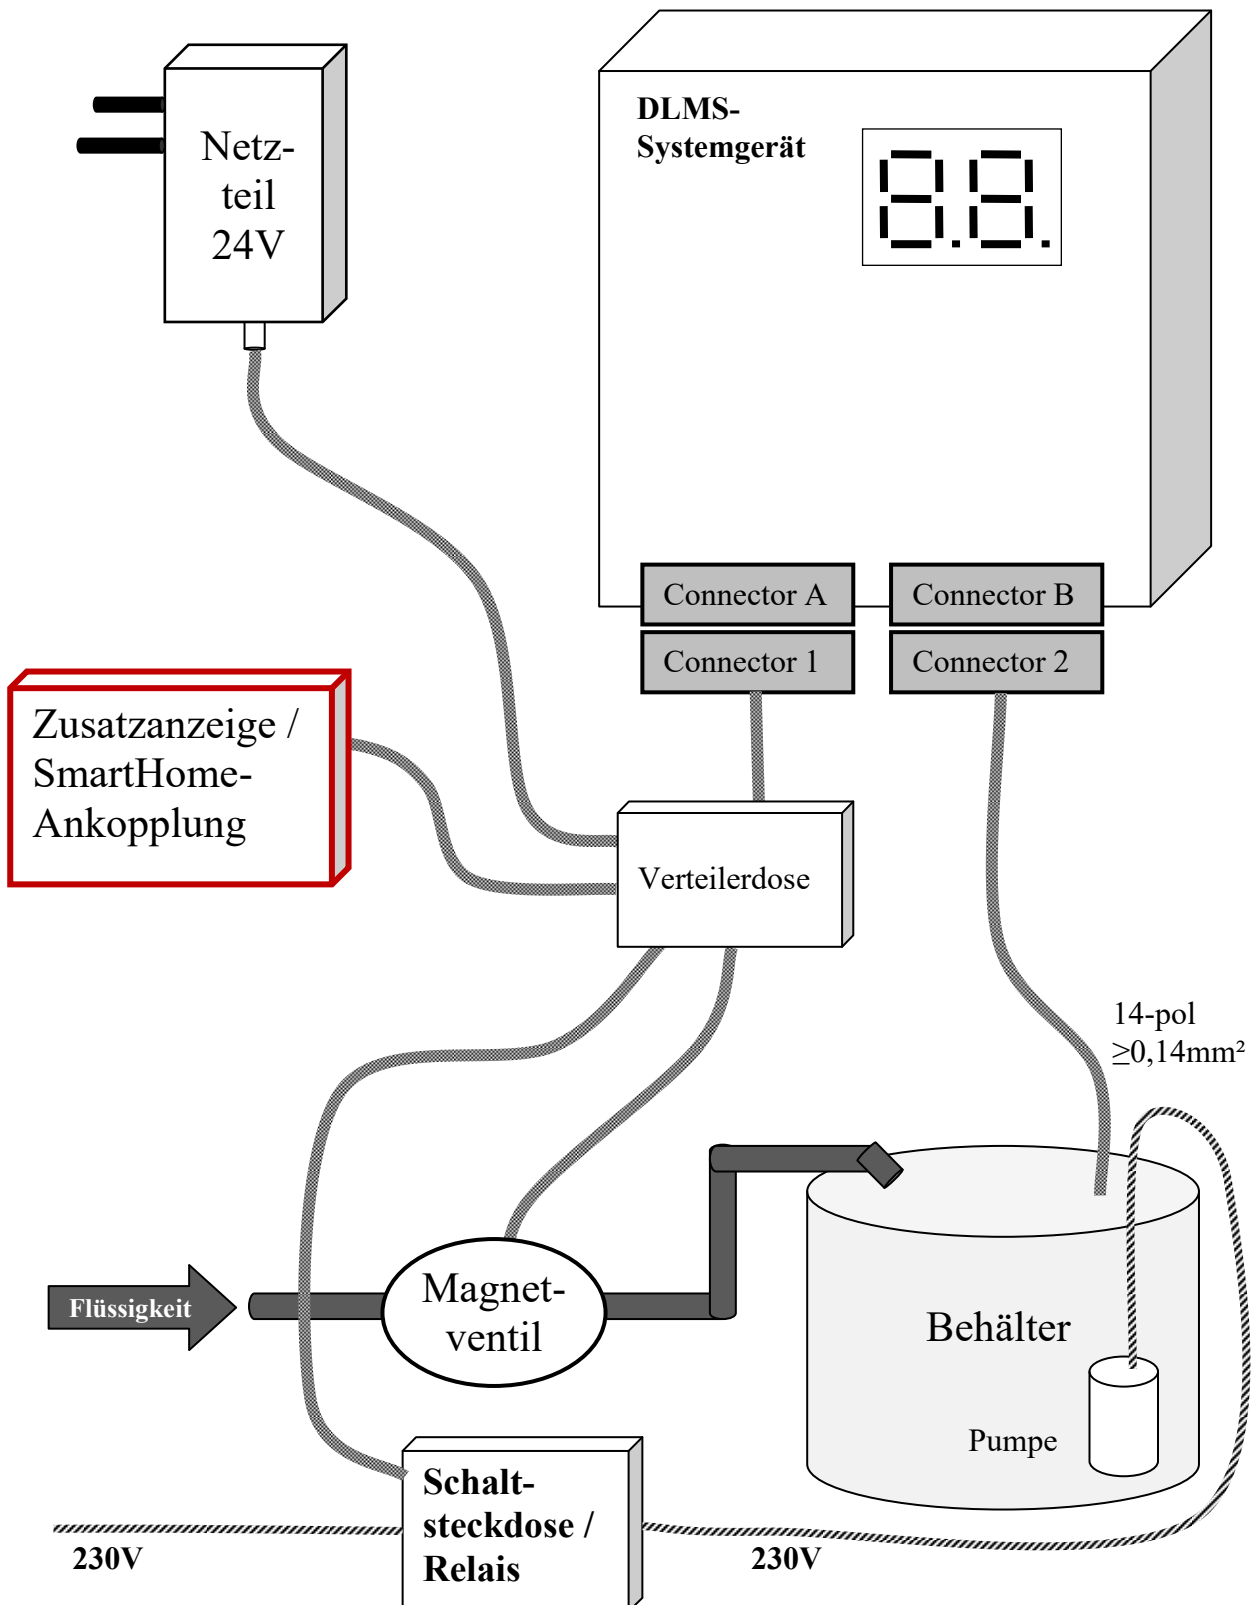 Netz-
teil
24V
DLMS-
Systemgerät
8.8.
Connector A
Connector B
Connector 1
Connector 2
Zusatzanzeige /
SmartHome-
Ankopplung
Verteilerdose
14-pol
≥0,14mm²
Flüssigkeit
Magnet-
ventil
Behälter
Pumpe
Schalt-
steckdose /
Relais
230V
230V